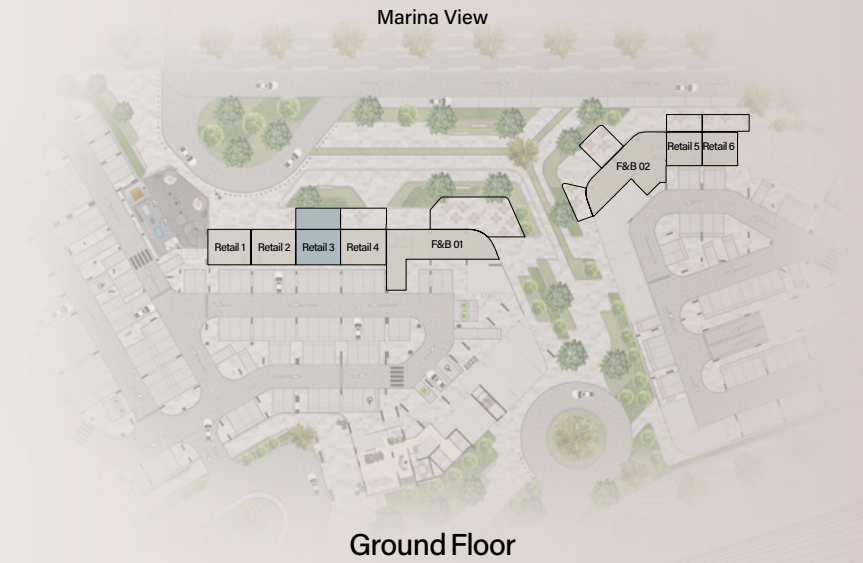 Marina View
Retail 5
Retail 6
F&B 02
Retail 1
Retail 2
Retail 3
Retail 4
F&B 01
Ground Floor